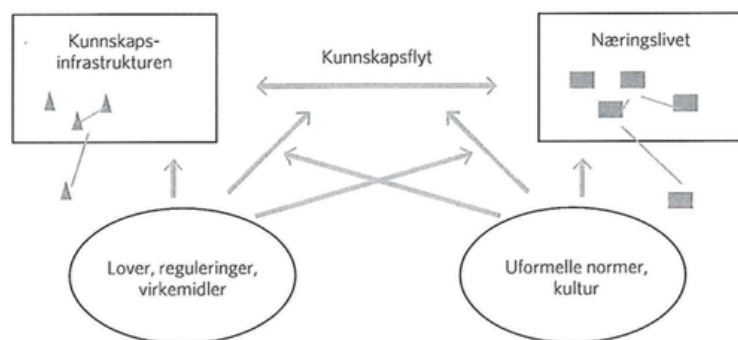 Kunnskaps-
infrastrukturen
Kunnskapsflyt
Næringslivet
Lover, reguleringer,
virkemidler
Uformelle normer,
kultur